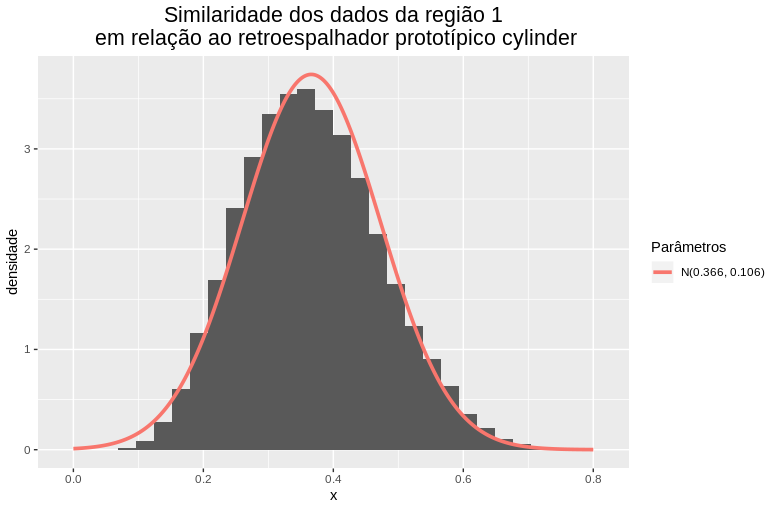 Similaridade dos dados da região 1
em relação ao retroespalhador prototípico cylinder
densidade
3
2
1
0
0.0 0.2 0.4 0.6 0.8
x
Parâmetros
N(0.366, 0.106)